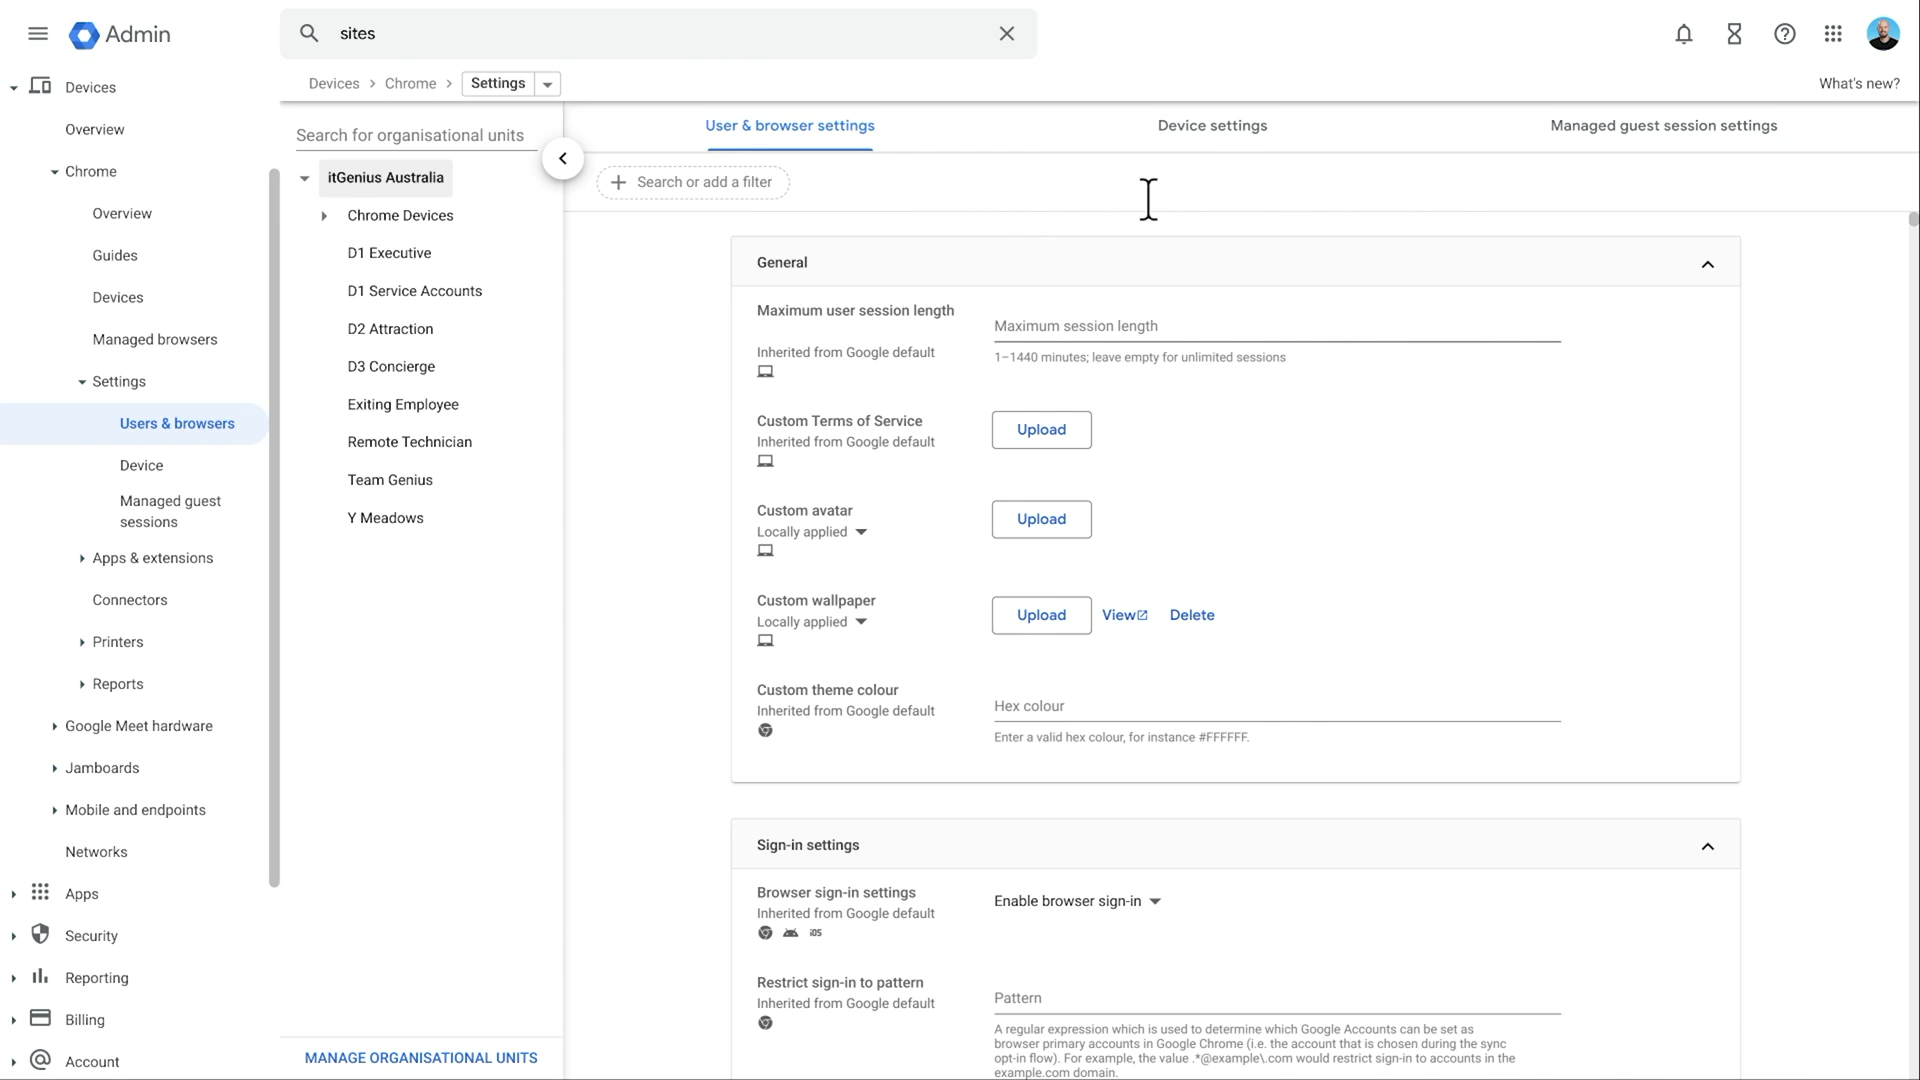 Admin
sites
Devices
Overview
Chrome
Overview
Guides
Devices
Managed browsers
Settings
Users & browsers
Device
Managed guest
sessions
Apps & extensions
Connectors
Printers
Reports
Google Meet hardware
Jamboards
Mobile and endpoints
Networks
Apps
Security
Reporting
Billing
Account
Devices > Chrome > Settings
What's new?
Search for organisational units
itGenius Australia
Chrome Devices
D1 Executive
D1 Service Accounts
D2 Attraction
D3 Concierge
Exiting Employee
Remote Technician
Team Genius
Y Meadows
MANAGE ORGANISATIONAL UNITS
User & browser settings
Device settings
Managed guest session settings
Search or add a filter
General
Maximum user session length
Inherited from Google default
Maximum session length
1–1440 minutes; leave empty for unlimited sessions
Custom Terms of Service
Inherited from Google default
Upload
Custom avatar
Locally applied
Upload
Custom wallpaper
Locally applied
Upload View Delete
Custom theme colour
Inherited from Google default
Hex colour
Enter a valid hex colour, for instance #FFFFFF.
Sign-in settings
Browser sign-in settings
Inherited from Google default
iOS
Enable browser sign-in
Restrict sign-in to pattern
Inherited from Google default
Pattern
A regular expression which is used to determine which Google Accounts can be set as
browser primary accounts in Google Chrome (i.e. the account that is chosen during the sync
opt-in flow). For example, the value .*@example\.com would restrict sign-in to accounts in the
example.com domain.